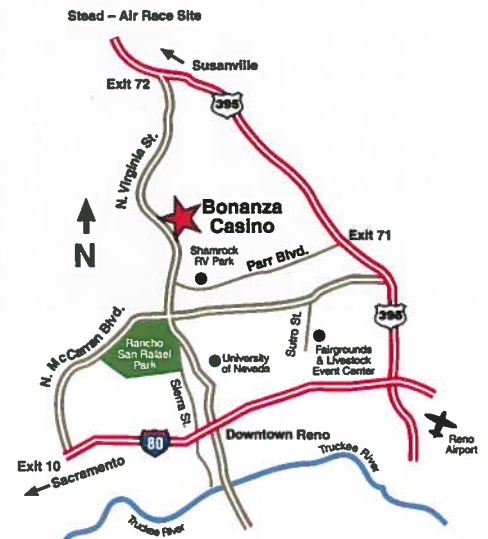 Stead – Air Race Site
Susanville
Exit 72
395
N. Virginia St.
Bonanza
Casino
N
Shamrock
RV Park
Parr Blvd.
Exit 71
395
N. McCarran Blvd.
Rancho
San Rafael
Park
Sierra St.
University
of Nevada
Sutro St.
Fairgrounds
& Livestock
Event Center
80
Downtown Reno
Reno
Airport
Exit 10
Sacramento
Truckee River
Truckee River